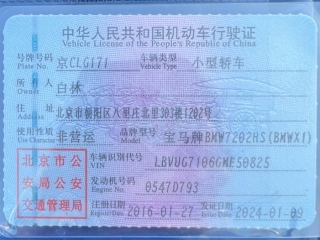 中华人民共和国机动车行驶证
Vehicle License of the People's Republic of China
号牌号码 京CLG171 车辆类型 小型轿车
Plate No. Vehicle Type
所有人 白林
Owner
住址 北京市朝阳区八里庄北里303楼1202号
Address
使用性质 非营运 品牌型号 宝马牌BMW7202HS(BMWX1)
Use Character Model
北京市公 车辆识别代号 LBVUG7106GME50825
VIN
安局公安 发动机号码 0547D793
Engine No.
交通管理局 注册日期 2016-01-27 发证日期 2024-01-09
Register Date Issue Date